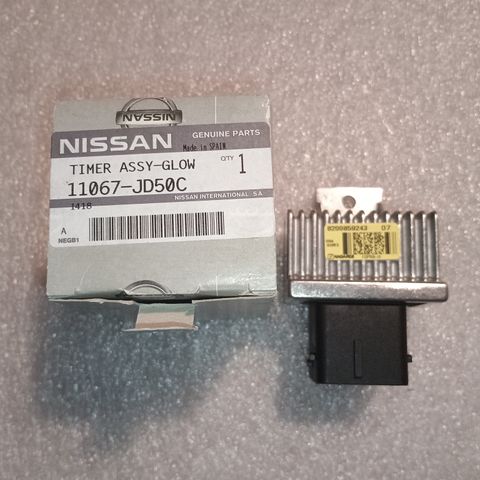 NISSAN
NISSAN GENUINE PARTS
Made in SPAIN
TIMER ASSY-GLOW QTY 1
11067-JD50C
NISSAN INTERNATIONAL S.A.
1418
A
NEGB1
8200859243 07